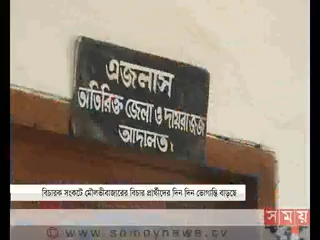 এজলাস
অতিরিক্ত জেলা ও দায়রা জজ
আদালত
বিচারক সংকটে মৌলভীবাজারের বিচার প্রার্থীদের দিন দিন ভোগান্তি বাড়ছে
সময়
www.somoynews.tv